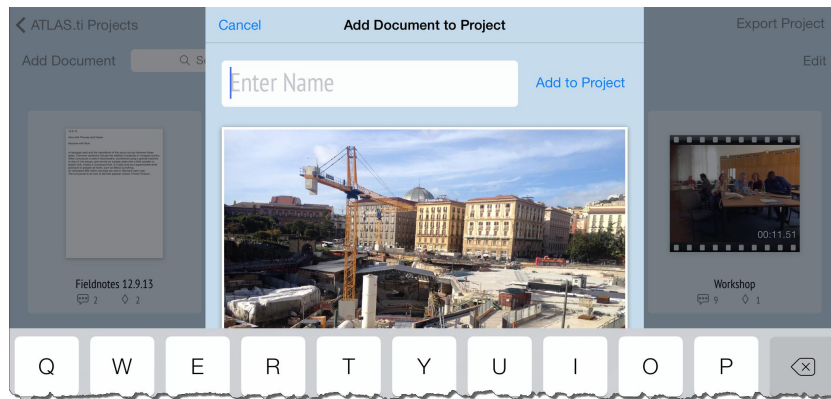 ATLAS.ti Projects
Cancel
Add Document to Project
Export Project
Add Document
Edit
Enter Name
Add to Project
00:11.51
Fieldnotes 12.9.13
2 2
Workshop
9 1
Q W E R T Y U I O P